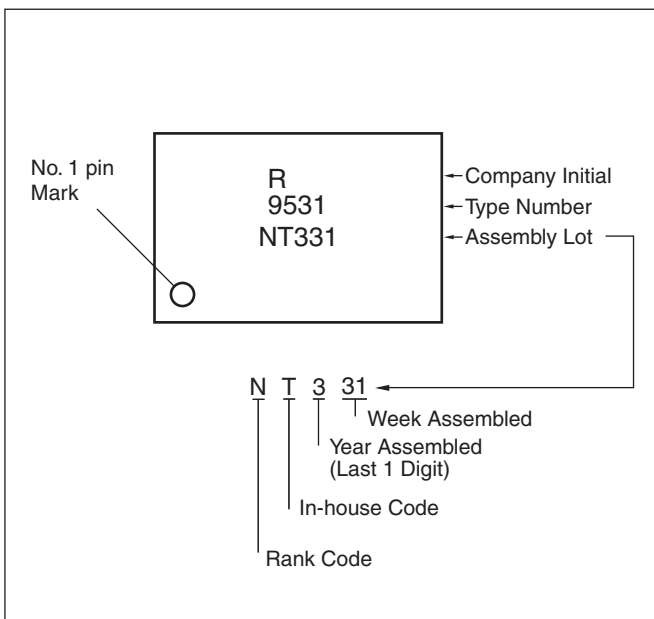 No. 1 pin
Mark
R
9531
NT331
Company Initial
Type Number
Assembly Lot
N T 3 31
Week Assembled
Year Assembled
(Last 1 Digit)
In-house Code
Rank Code